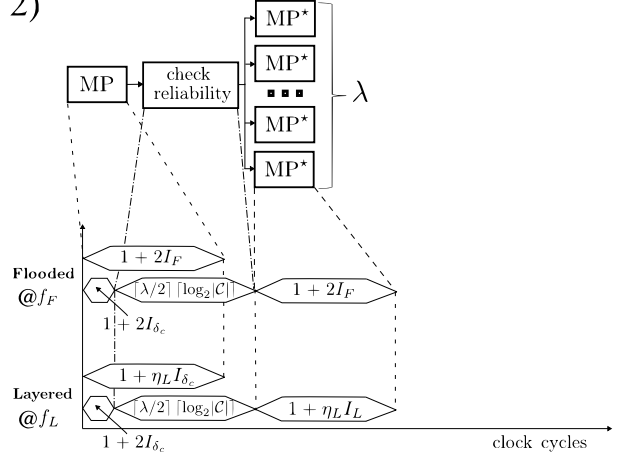 2)
MP
check
reliability
MP⋆
MP⋆
MP⋆
MP⋆
λ
Flooded
@f_F
1 + 2I_F
⌈λ/2⌉ ⌈log₂|𝒞|⌉
1 + 2I_F
1 + 2I_{δ_c}
Layered
@f_L
1 + η_L I_{δ_c}
⌈λ/2⌉ ⌈log₂|𝒞|⌉
1 + η_L I_L
1 + 2I_{δ_c}
clock cycles